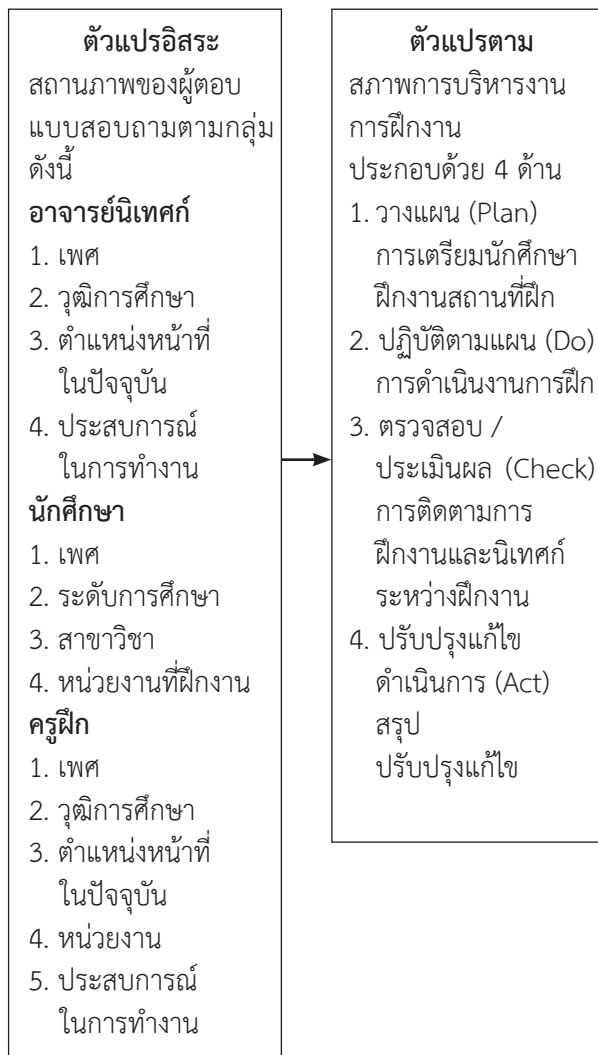 ตัวแปรอิสระ
สถานภาพของผู้ตอบ
แบบสอบถามตามกลุ่ม
ดังนี้
อาจารย์นิเทศก์
1. เพศ
2. วุฒิการศึกษา
3. ตำแหน่งหน้าที่
ในปัจจุบัน
4. ประสบการณ์
ในการทำงาน
นักศึกษา
1. เพศ
2. ระดับการศึกษา
3. สาขาวิชา
4. หน่วยงานที่ฝึกงาน
ครูฝึก
1. เพศ
2. วุฒิการศึกษา
3. ตำแหน่งหน้าที่
ในปัจจุบัน
4. หน่วยงาน
5. ประสบการณ์
ในการทำงาน
ตัวแปรตาม
สภาพการบริหารงาน
การฝึกงาน
ประกอบด้วย 4 ด้าน
1. วางแผน (Plan)
การเตรียมนักศึกษา
ฝึกงานสถานที่ฝึก
2. ปฏิบัติตามแผน (Do)
การดำเนินงานการฝึก
3. ตรวจสอบ /
ประเมินผล (Check)
การติดตามการ
ฝึกงานและนิเทศก์
ระหว่างฝึกงาน
4. ปรับปรุงแก้ไข
ดำเนินการ (Act)
สรุป
ปรับปรุงแก้ไข